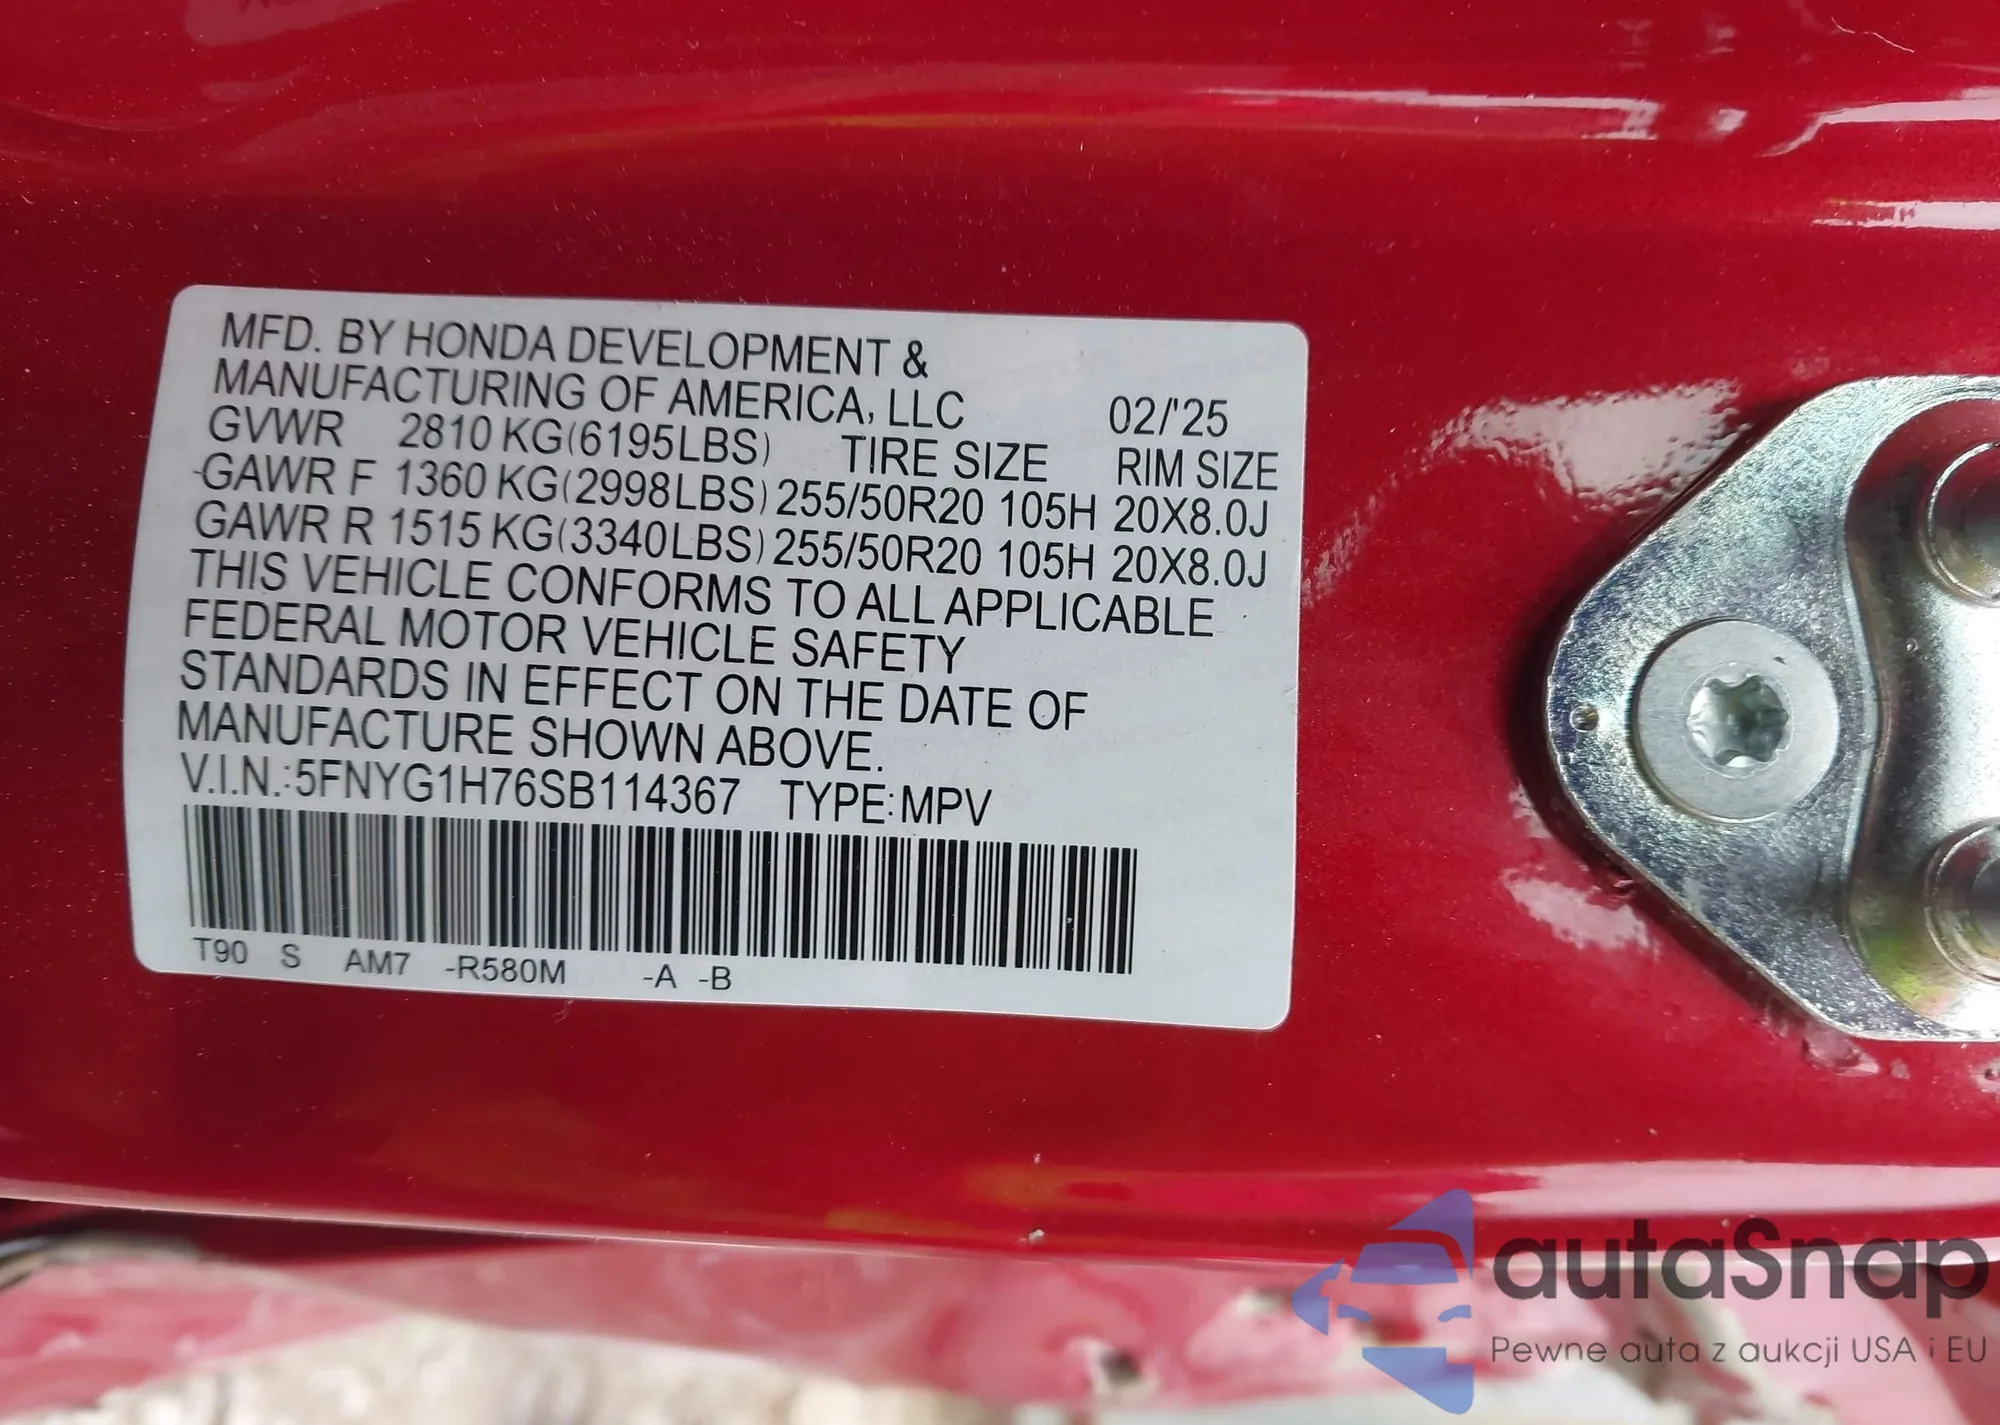 MFD. BY HONDA DEVELOPMENT &
MANUFACTURING OF AMERICA, LLC 02/'25
GVWR 2810 KG(6195LBS) TIRE SIZE RIM SIZE
GAWR F 1360 KG(2998LBS) 255/50R20 105H 20X8.0J
GAWR R 1515 KG(3340LBS) 255/50R20 105H 20X8.0J
THIS VEHICLE CONFORMS TO ALL APPLICABLE
FEDERAL MOTOR VEHICLE SAFETY
STANDARDS IN EFFECT ON THE DATE OF
MANUFACTURE SHOWN ABOVE.
V.I.N.:5FNYG1H76SB114367 TYPE:MPV
T90 S AM7 -R580M -A -B
autaSnap
Pewne auta z aukcji USA i EU